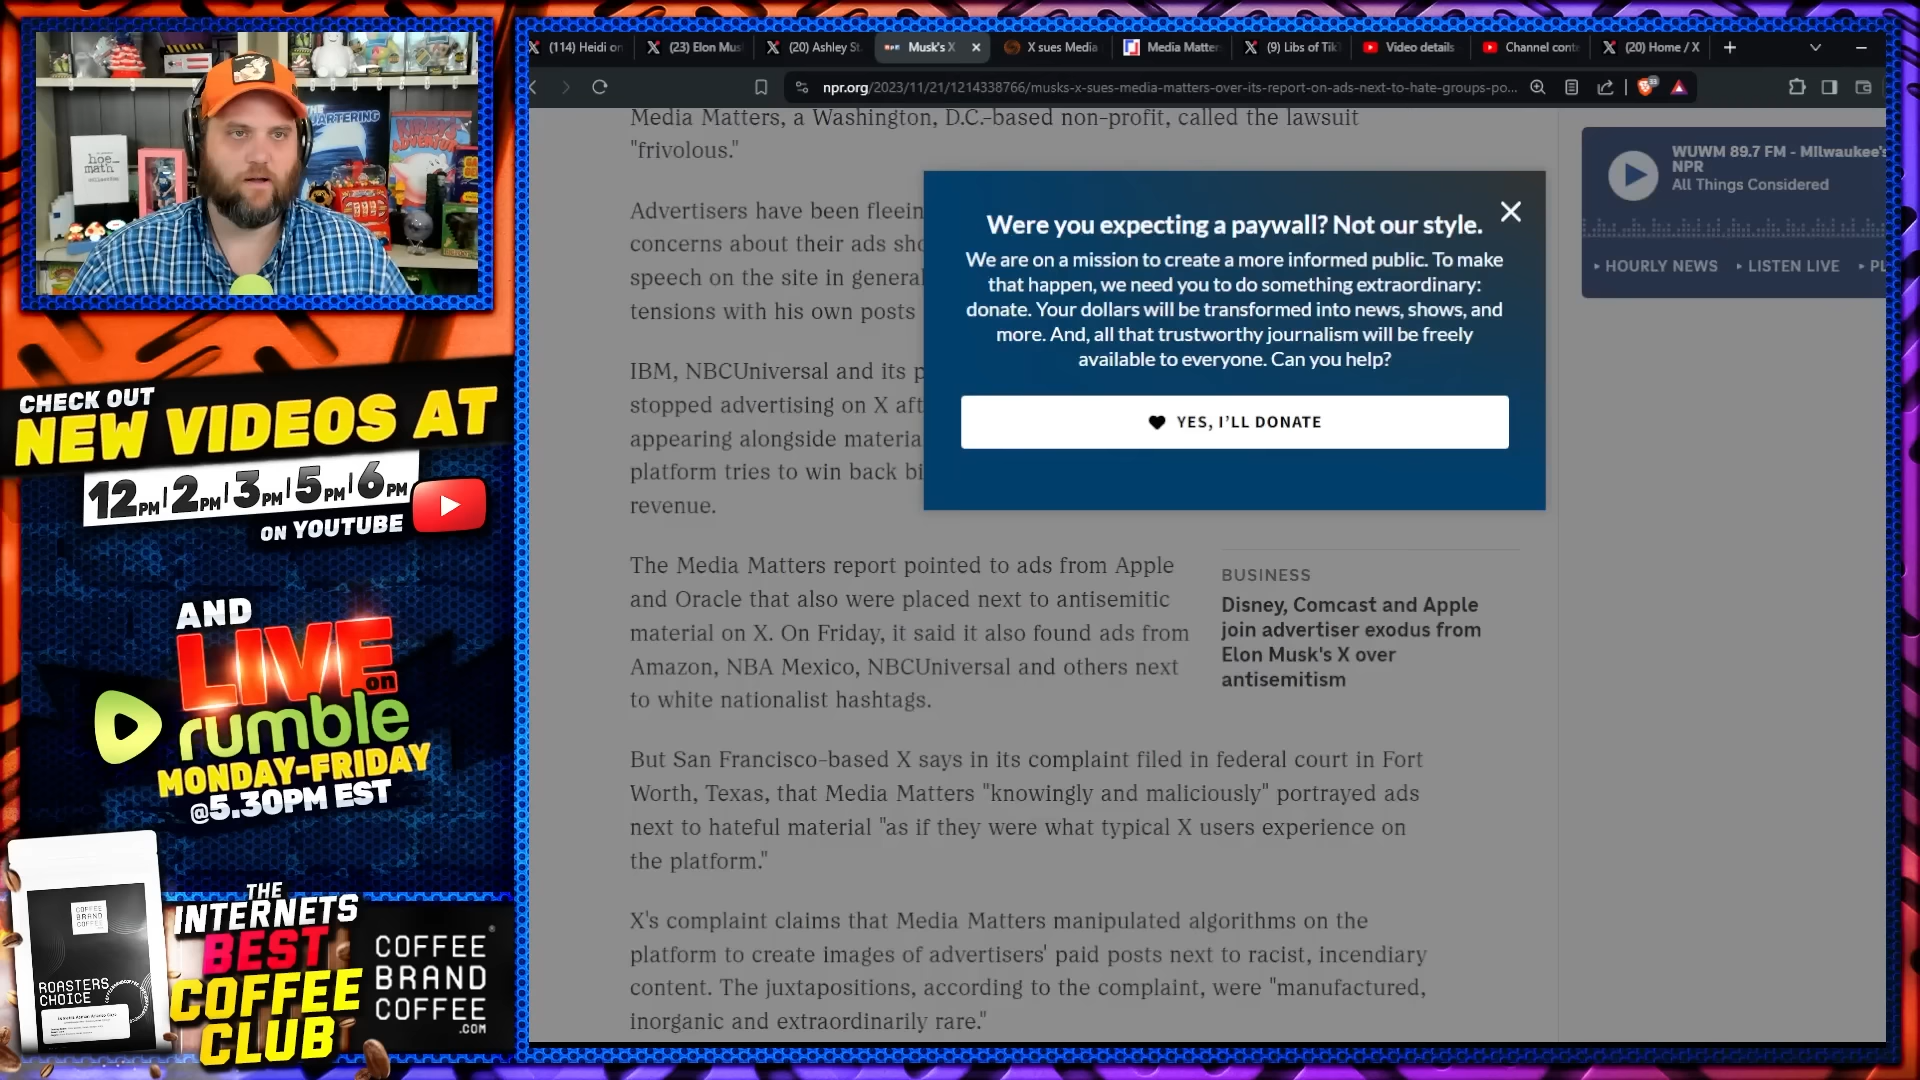 (114) Heidi on
(23) Elon Mus
(20) Ashley St.
Musk's X
X sues Media
Media Matter
(9) Libs of Tik
Video details
Channel cont
(20) Home / X
npr.org/2023/11/21/1214338766/musks-x-sues-media-matters-over-its-report-on-ads-next-to-hate-groups-po...
THE
QUARTERING
hoe_
math
CHECK OUT
NEW VIDEOS AT
12PM | 2PM | 3PM | 5PM | 6PM
ON YOUTUBE
AND
LIVE
on
rumble
MONDAY-FRIDAY
@5.30PM EST
THE
INTERNETS
BEST
COFFEE
CLUB
COFFEE
BRAND
COFFEE
.COM
COFFEE
BRAND
COFFEE
ROASTERS
CHOICE
Media Matters, a Washington, D.C.-based non-profit, called the lawsuit
"frivolous."
Advertisers have been fleein
concerns about their ads sho
speech on the site in general
tensions with his own posts
IBM, NBCUniversal and its p
stopped advertising on X aft
appearing alongside materia
platform tries to win back bi
revenue.
Were you expecting a paywall? Not our style.
We are on a mission to create a more informed public. To make
that happen, we need you to do something extraordinary:
donate. Your dollars will be transformed into news, shows, and
more. And, all that trustworthy journalism will be freely
available to everyone. Can you help?
YES, I'LL DONATE
WUWM 89.7 FM - Milwaukee's
NPR
All Things Considered
HOURLY NEWS
LISTEN LIVE
PL
The Media Matters report pointed to ads from Apple
and Oracle that also were placed next to antisemitic
material on X. On Friday, it said it also found ads from
Amazon, NBA Mexico, NBCUniversal and others next
to white nationalist hashtags.
BUSINESS
Disney, Comcast and Apple
join advertiser exodus from
Elon Musk's X over
antisemitism
But San Francisco-based X says in its complaint filed in federal court in Fort
Worth, Texas, that Media Matters "knowingly and maliciously" portrayed ads
next to hateful material "as if they were what typical X users experience on
the platform."
X's complaint claims that Media Matters manipulated algorithms on the
platform to create images of advertisers' paid posts next to racist, incendiary
content. The juxtapositions, according to the complaint, were "manufactured,
inorganic and extraordinarily rare."